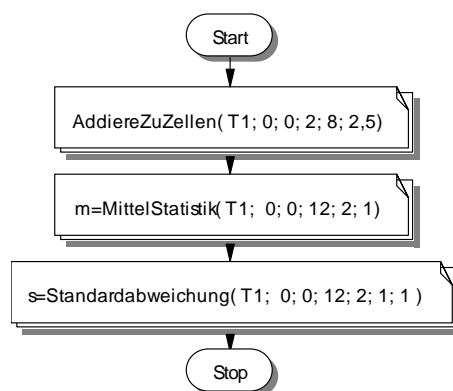 Start
AddiereZuZellen( T1; 0; 0; 2; 8; 2,5)
m=MittelStatistik( T1; 0; 0; 12; 2; 1)
s=Standardabweichung( T1; 0; 0; 12; 2; 1; 1 )
Stop